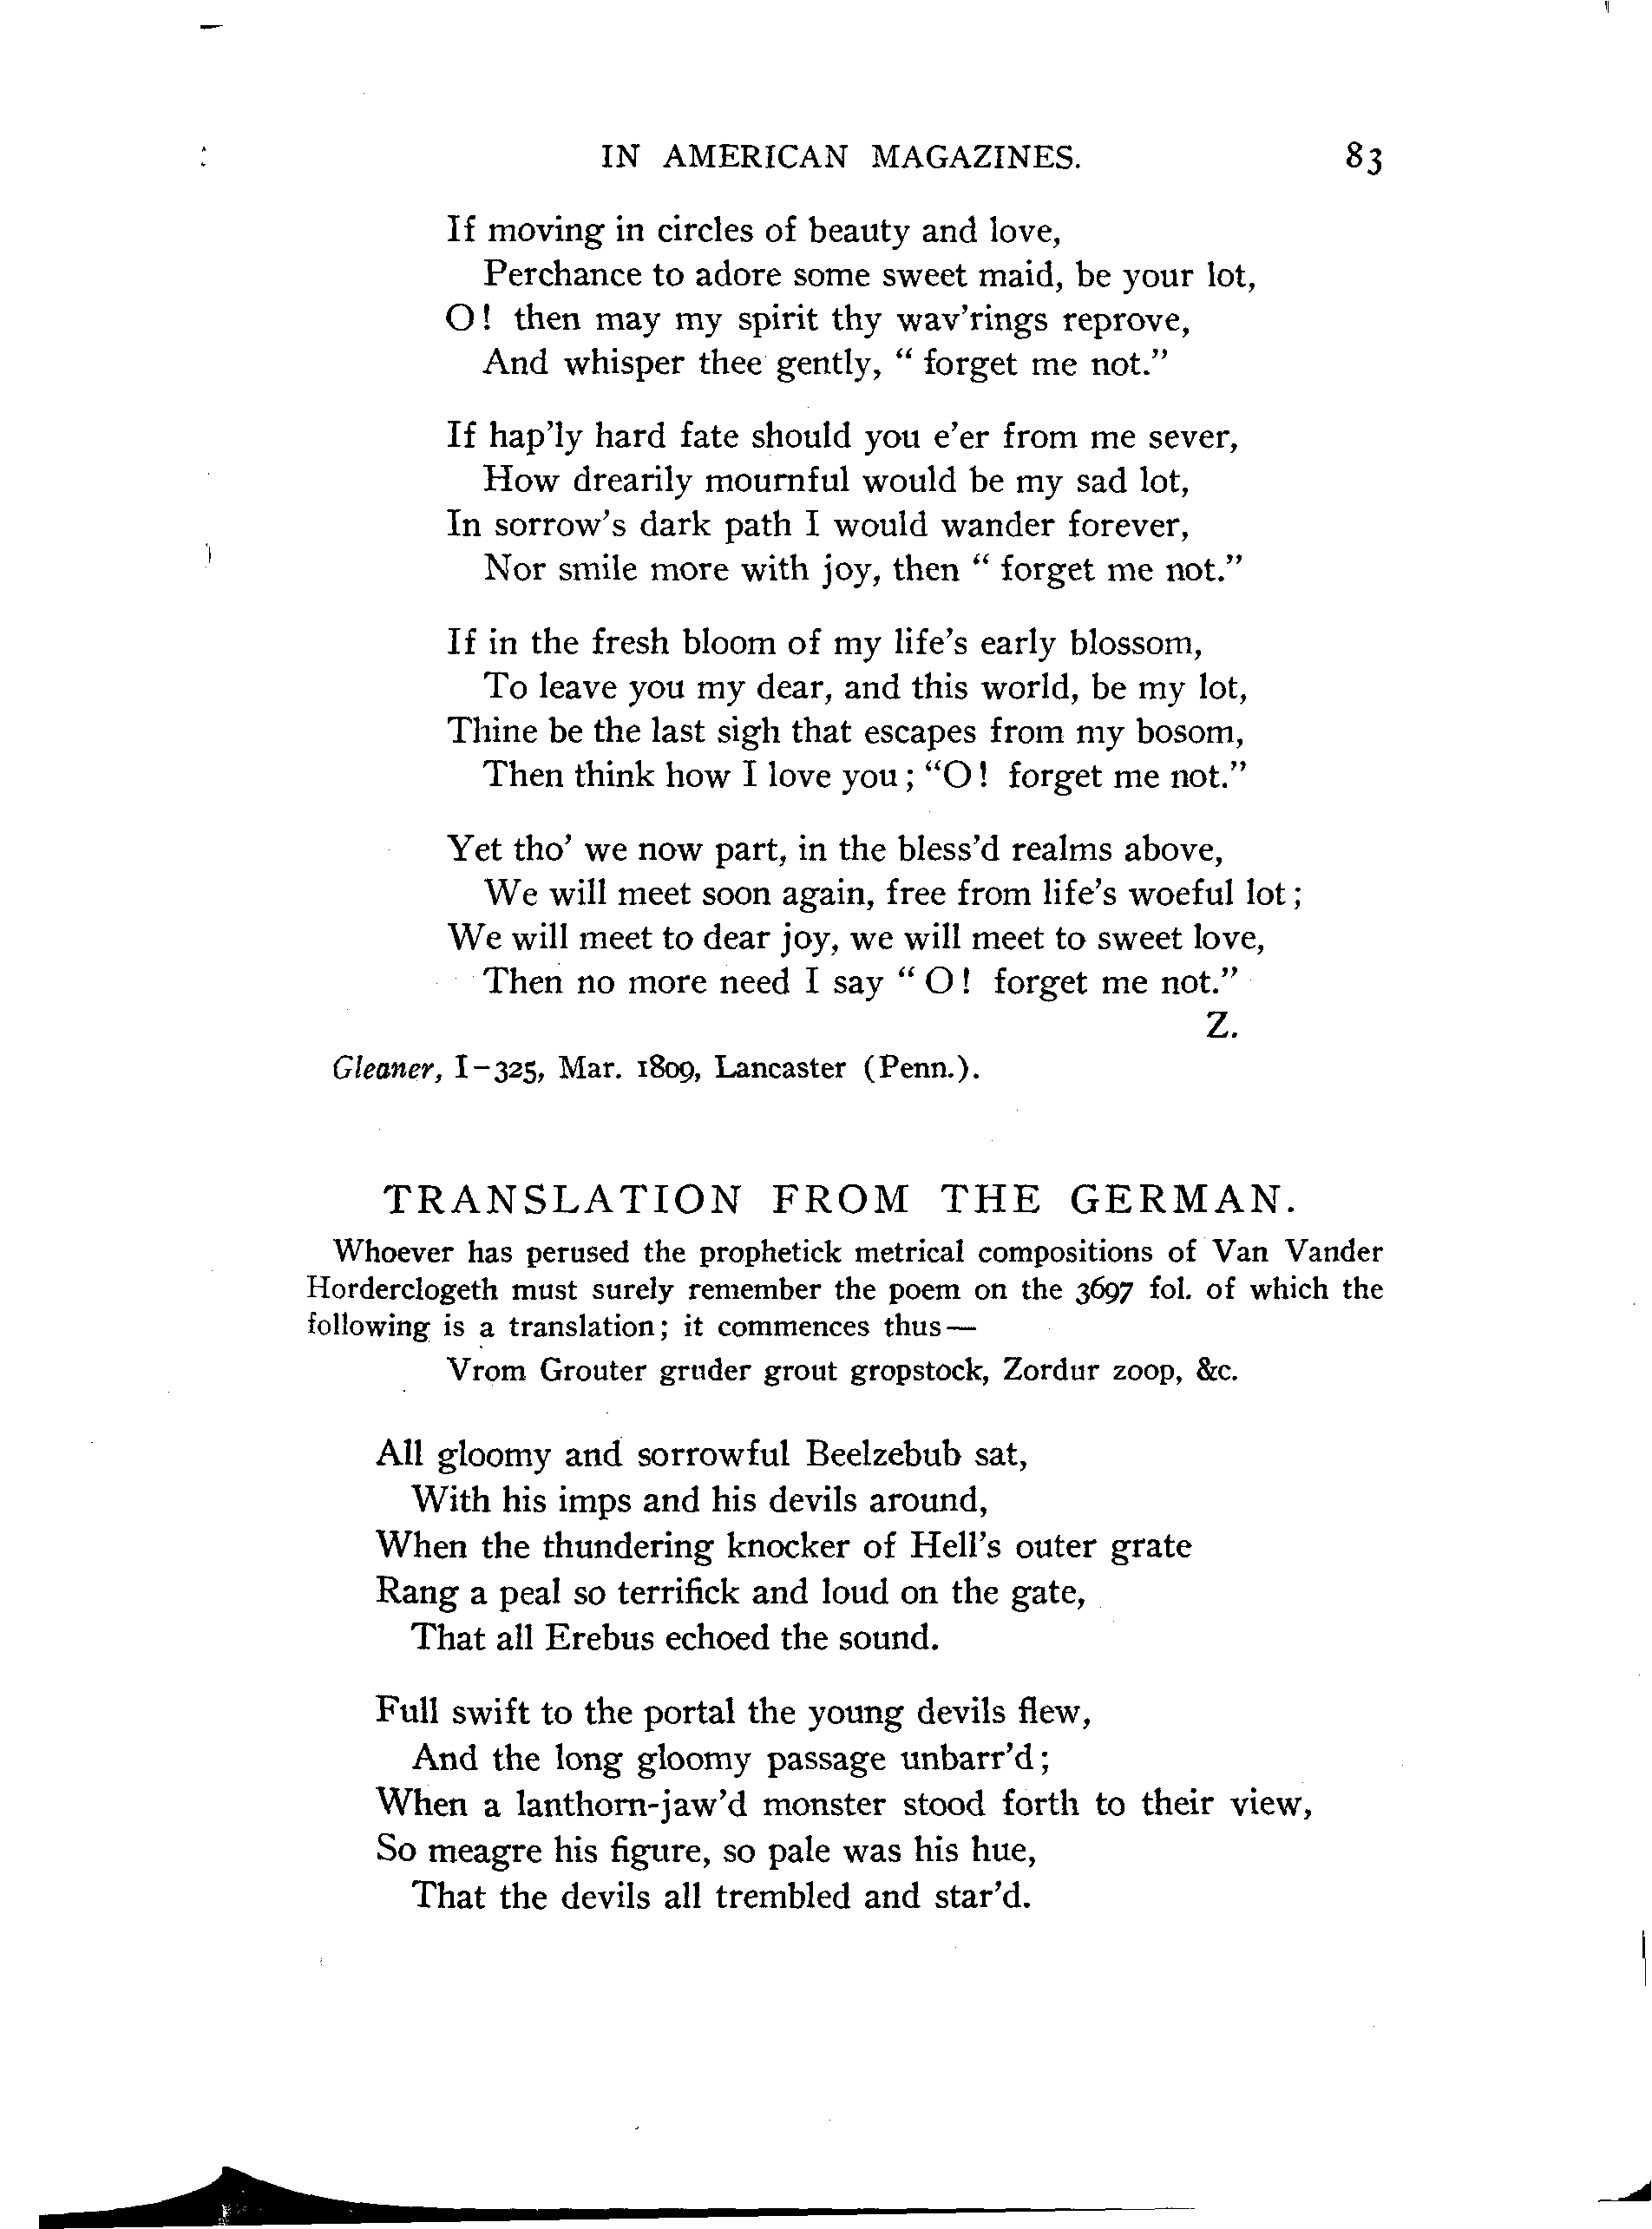 IN AMERICAN MAGAZINES. 83
If moving in circles of beauty and love,
Perchance to adore some sweet maid, be your lot,
O! then may my spirit thy wav'rings reprove,
And whisper thee gently, " forget me not."
If hap'ly hard fate should you e'er from me sever,
How drearily mournful would be my sad lot,
In sorrow's dark path I would wander forever,
Nor smile more with joy, then " forget me not."
If in the fresh bloom of my life's early blossom,
To leave you my dear, and this world, be my lot,
Thine be the last sigh that escapes from my bosom,
Then think how I love you; "O! forget me not."
Yet tho' we now part, in the bless'd realms above,
We will meet soon again, free from life's woeful lot;
We will meet to dear joy, we will meet to sweet love,
Then no more need I say " O! forget me not."
Z.
Gleaner, I-325, Mar. 1809, Lancaster (Penn.).
TRANSLATION FROM THE GERMAN.
Whoever has perused the prophetick metrical compositions of Van Vander
Horderclogeth must surely remember the poem on the 3697 fol. of which the
following is a translation; it commences thus—
Vrom Grouter gruder grout gropstock, Zordur zoop, &c.
All gloomy and sorrowful Beelzebub sat,
With his imps and his devils around,
When the thundering knocker of Hell's outer grate
Rang a peal so terrifick and loud on the gate,
That all Erebus echoed the sound.
Full swift to the portal the young devils flew,
And the long gloomy passage unbarr'd;
When a lanthorn-jaw'd monster stood forth to their view,
So meagre his figure, so pale was his hue,
That the devils all trembled and star'd.